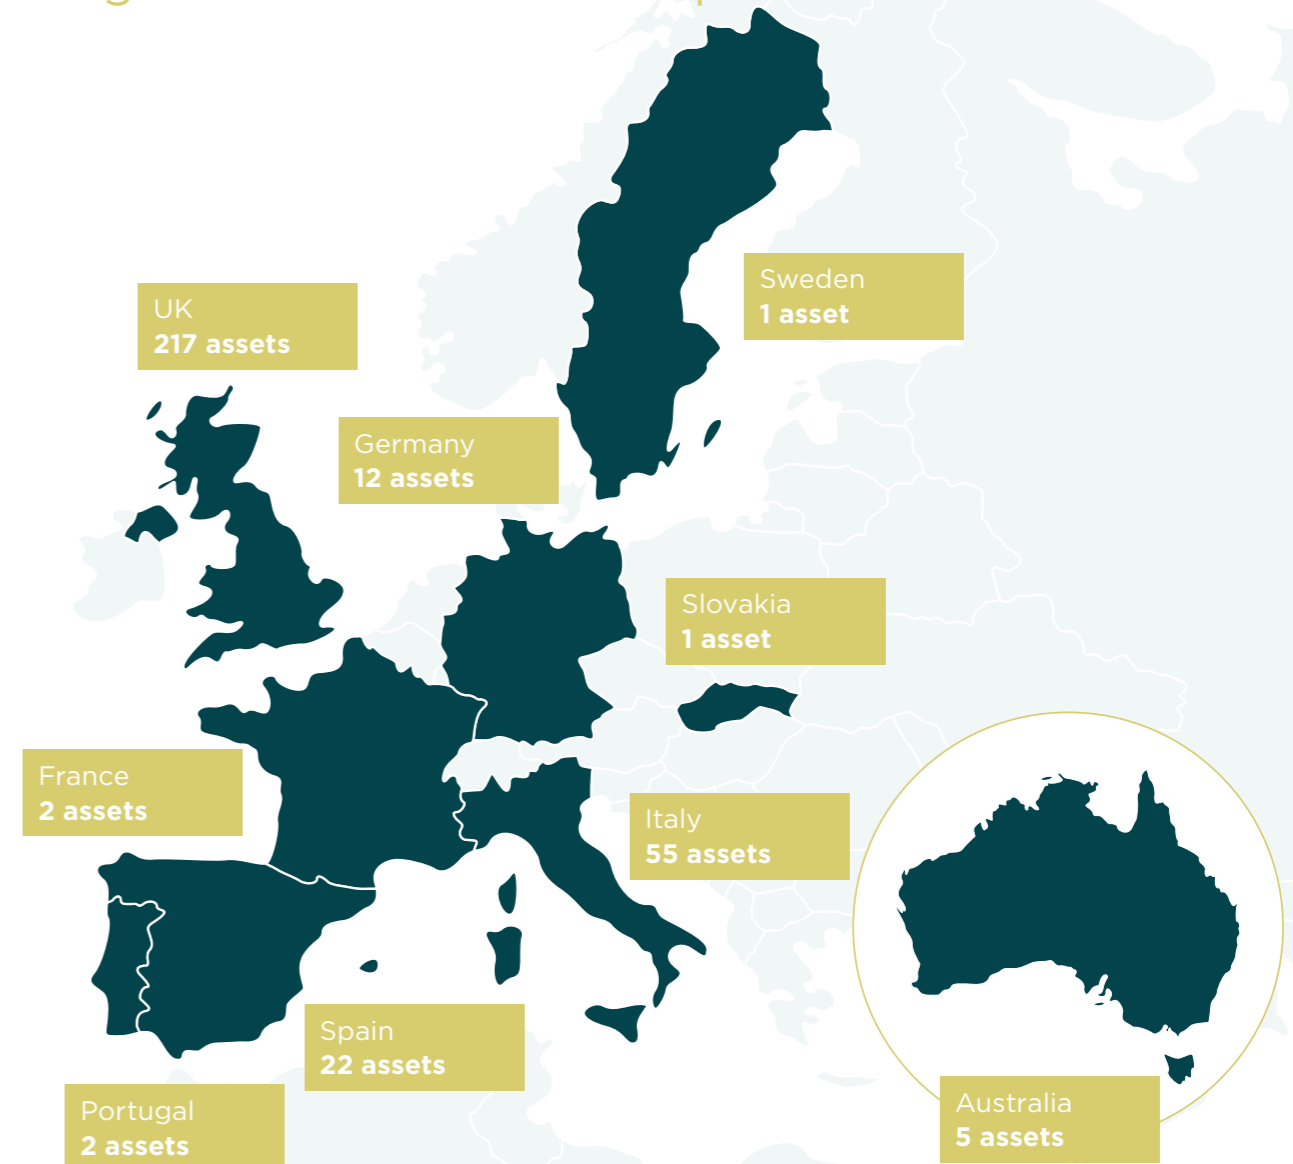 Sweden
1 asset
UK
217 assets
Germany
12 assets
Slovakia
1 asset
France
2 assets
Italy
55 assets
Spain
22 assets
Portugal
2 assets
Australia
5 assets